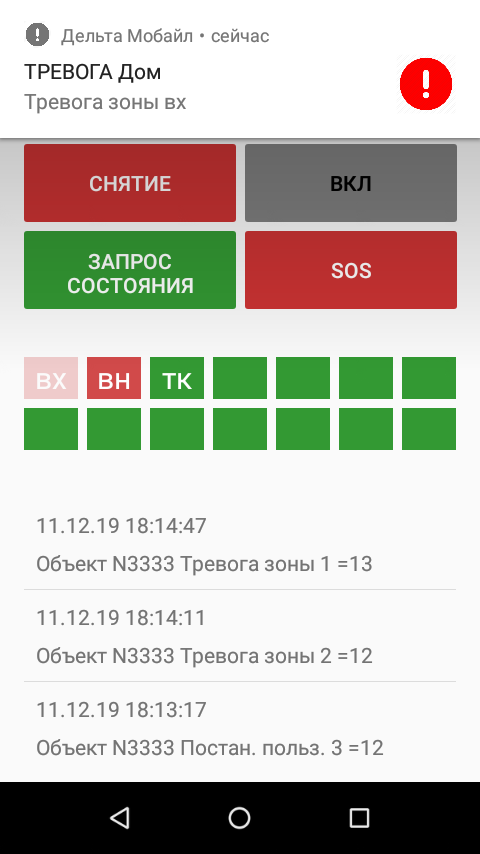 Дельта Мобайл • сейчас
ТРЕВОГА Дом
Тревога зоны вх
СНЯТИЕ
ВКЛ
ЗАПРОС
СОСТОЯНИЯ
SOS
ВХ ВН ТК
11.12.19 18:14:47
Объект N3333 Тревога зоны 1 =13
11.12.19 18:14:11
Объект N3333 Тревога зоны 2 =12
11.12.19 18:13:17
Объект N3333 Постан. польз. 3 =12